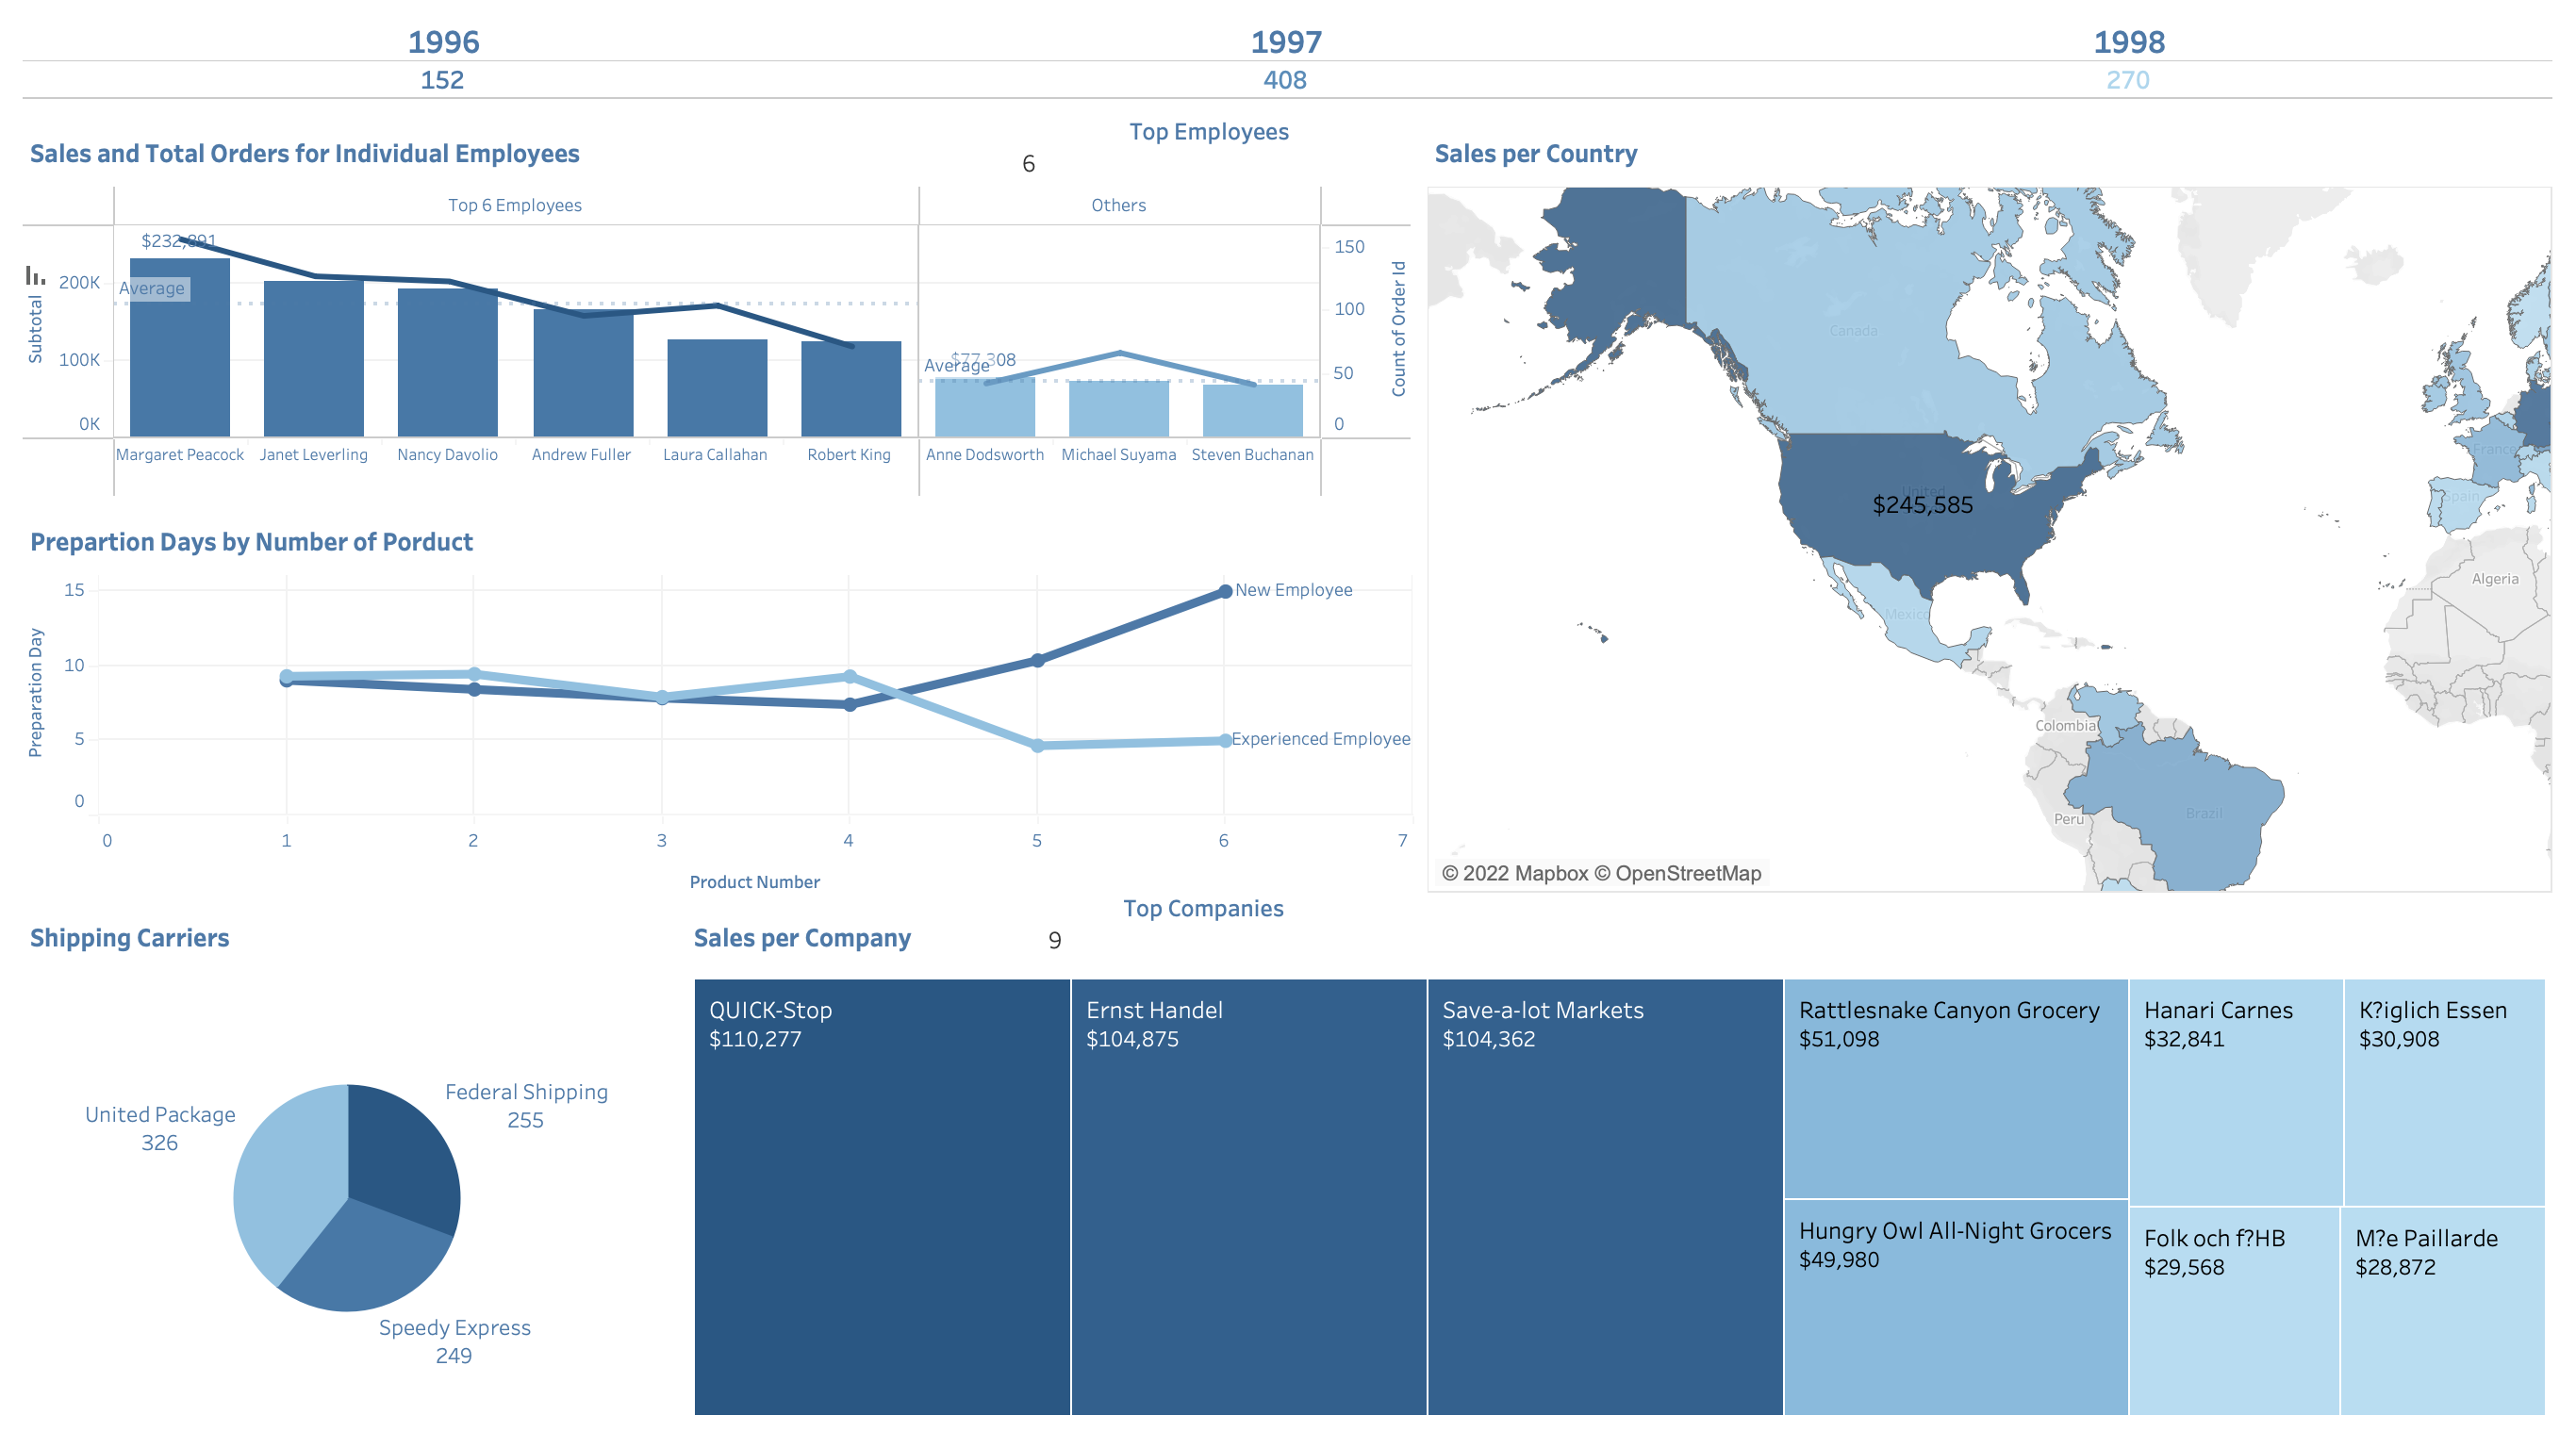 1996 1997 1998
152 408 270
Top Employees
Sales and Total Orders for Individual Employees
6
Sales per Country
Top 6 Employees Others
$232,891
Average
200K
100K
0K
Subtotal
$77,308
Average
150
100
50
0
Count of Order Id
Margaret Peacock Janet Leverling Nancy Davolio Andrew Fuller Laura Callahan Robert King Anne Dodsworth Michael Suyama Steven Buchanan
Canada
United
$245,585
Mexico
France
Spain
Algeria
Colombia
Peru
Brazil
© 2022 Mapbox © OpenStreetMap
Prepartion Days by Number of Porduct
15
10
5
0
Preparation Day
New Employee
Experienced Employee
0 1 2 3 4 5 6 7
Product Number
Top Companies
Shipping Carriers
Sales per Company
9
Federal Shipping
255
United Package
326
Speedy Express
249
QUICK-Stop
$110,277
Ernst Handel
$104,875
Save-a-lot Markets
$104,362
Rattlesnake Canyon Grocery
$51,098
Hungry Owl All-Night Grocers
$49,980
Hanari Carnes
$32,841
K?iglich Essen
$30,908
Folk och f?HB
$29,568
M?e Paillarde
$28,872